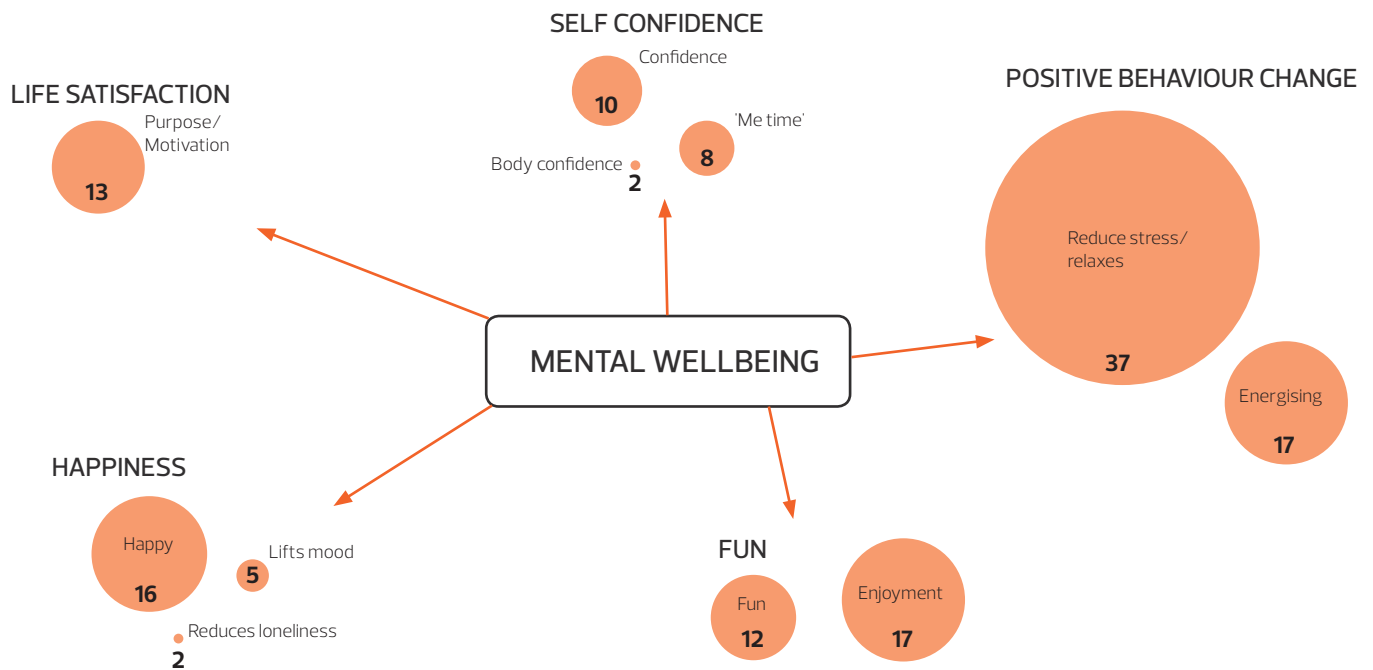 SELF CONFIDENCE
Confidence
10
'Me time'
8
Body confidence
2
LIFE SATISFACTION
Purpose/
Motivation
13
POSITIVE BEHAVIOUR CHANGE
Reduce stress/
relaxes
37
Energising
17
MENTAL WELLBEING
HAPPINESS
Happy
16
Lifts mood
5
Reduces loneliness
2
FUN
Fun
12
Enjoyment
17